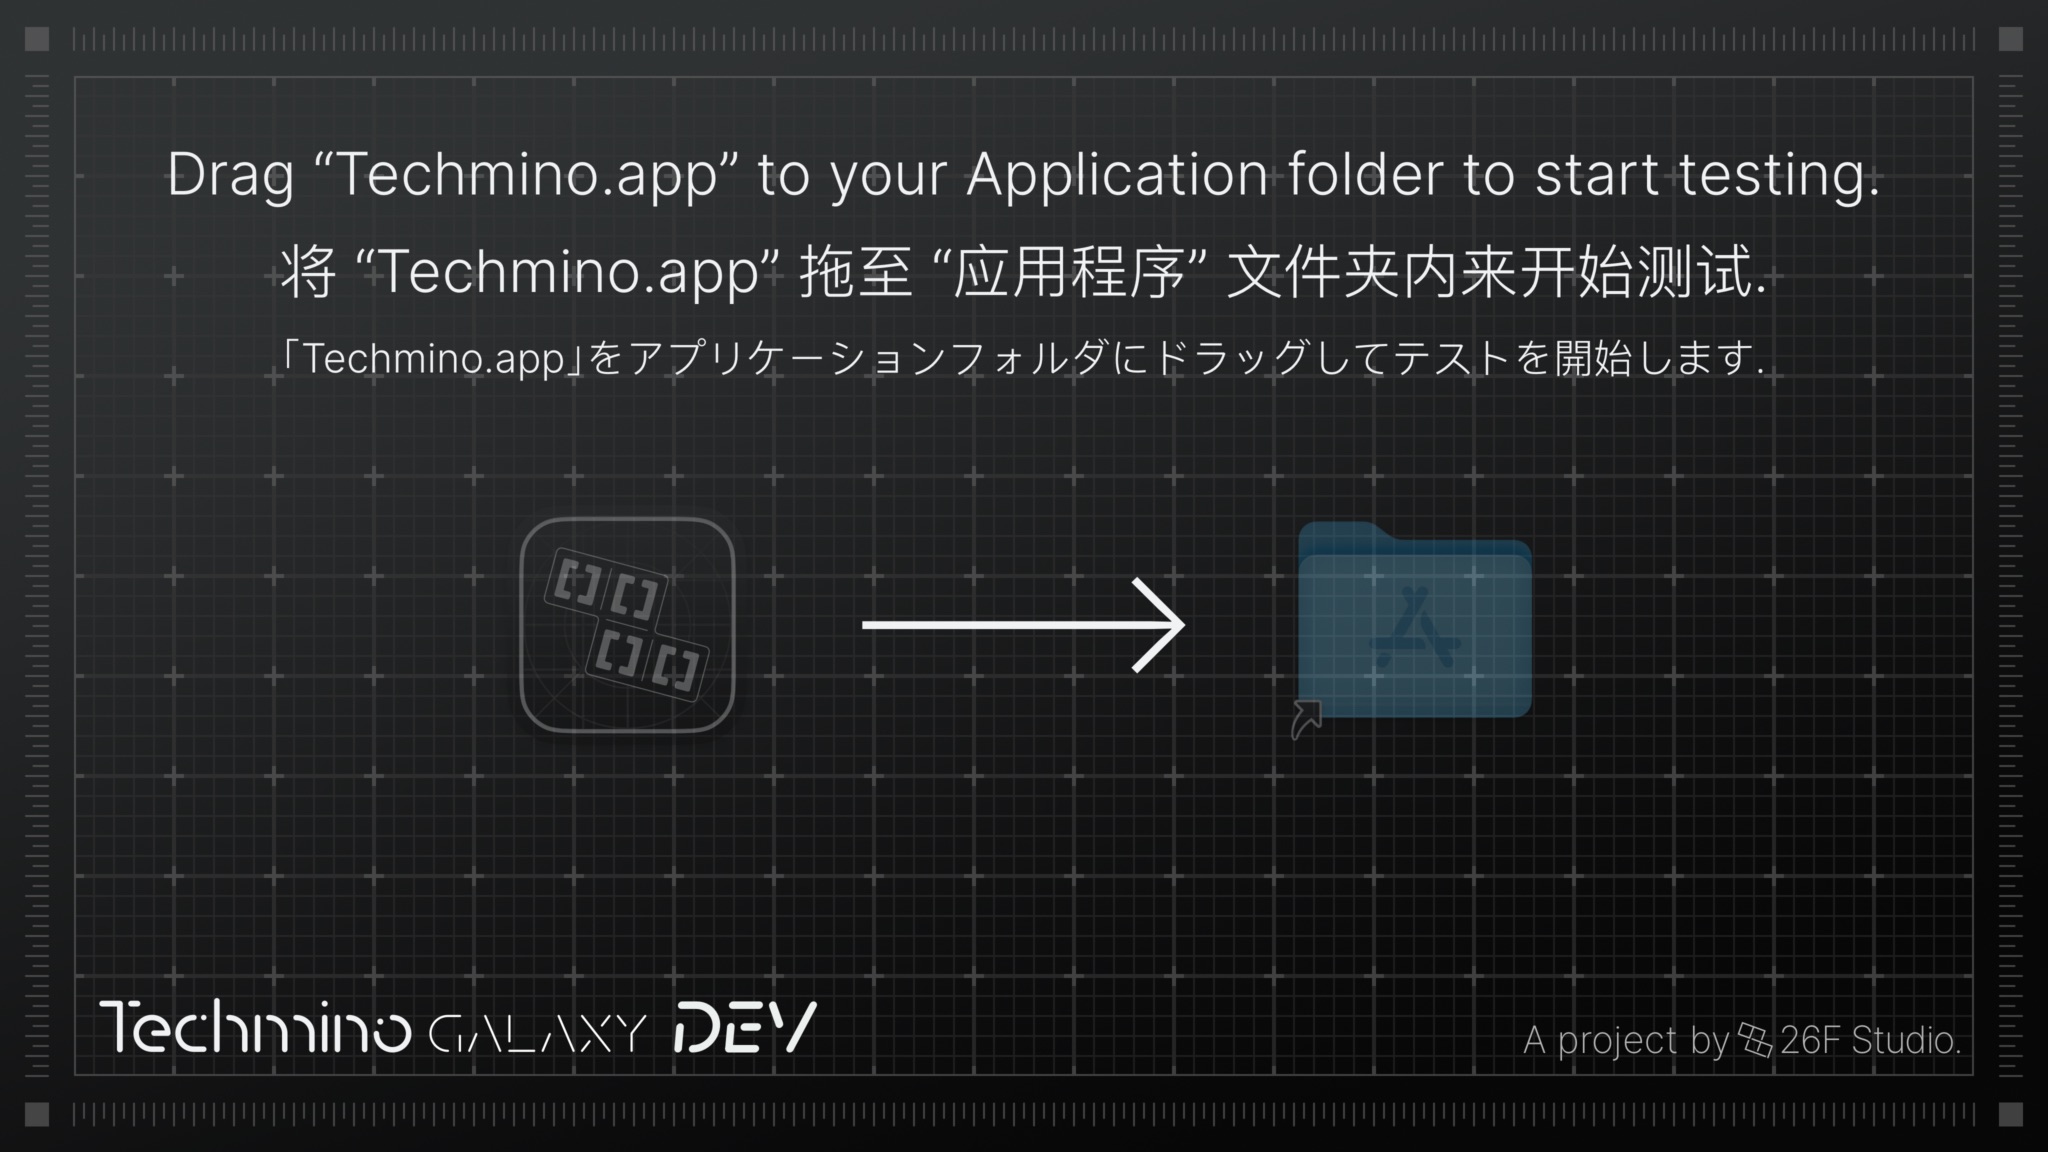 Drag “Techmino.app” to your Application folder to start testing.
将 “Techmino.app” 拖至 “应用程序” 文件夹内来开始测试.
「Techmino.app」をアプリケーションフォルダにドラッグしてテストを開始します.
Techmino GALAXY DEV
A project by 26F Studio.